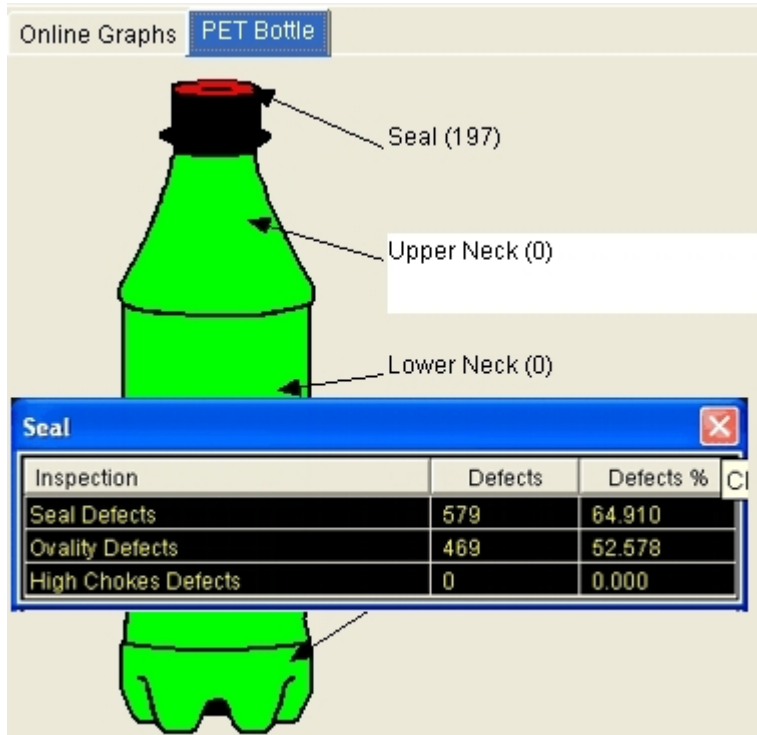 Online Graphs PET Bottle
Seal (197)
Upper Neck (0)
Lower Neck (0)
Seal
Inspection Defects Defects %
Seal Defects 579 64.910
Ovality Defects 469 52.578
High Chokes Defects 0 0.000